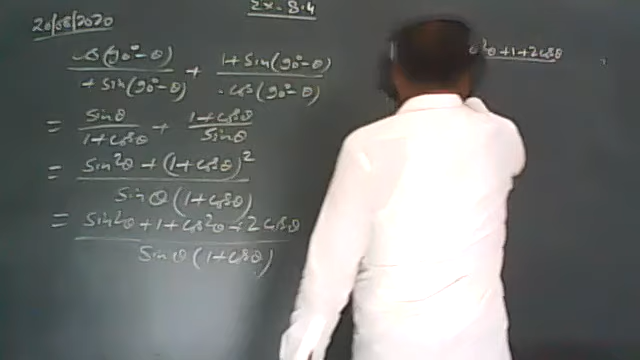 20/08/2020
Ex-8.4
cos(90°-θ) / 1+sin(90°-θ) + 1+sin(90°-θ) / cos(90°-θ)
= sinθ / 1+cosθ + 1+cosθ / sinθ
= sin²θ + (1+cosθ)² / sinθ(1+cosθ)
= sin²θ+1+cos²θ+2cosθ / sinθ(1+cosθ)
²θ+1+2cosθ